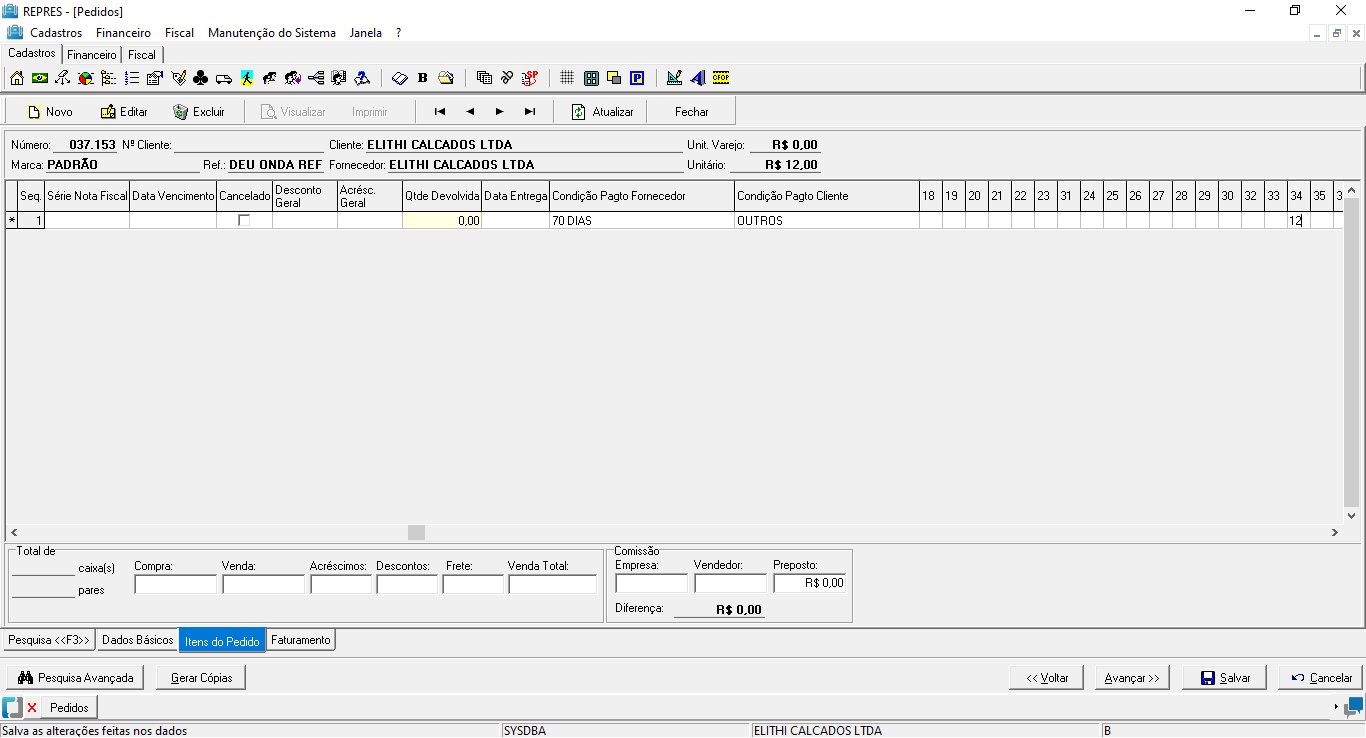 REPRES - [Pedidos]
Cadastros Financeiro Fiscal Manutenção do Sistema Janela ?
Cadastros Financeiro Fiscal
B SP P CFOP
Novo Editar Excluir Visualizar Imprimir Atualizar Fechar
Número: 037.153 Nº Cliente: Cliente: ELITHI CALCADOS LTDA Unit. Varejo: R$ 0,00
Marca: PADRÃO Ref.: DEU ONDA REF Fornecedor: ELITHI CALCADOS LTDA Unitário: R$ 12,00
Seq. Série Nota Fiscal Data Vencimento Cancelado Desconto Geral Acrésc. Geral Qtde Devolvida Data Entrega Condição Pagto Fornecedor Condição Pagto Cliente 18 19 20 21 22 23 31 24 25 26 27 28 29 30 32 33 34 35 3
* 1 0,00 70 DIAS OUTROS 12
Total de
caixa(s) Compra: Venda: Acréscimos: Descontos: Frete: Venda Total:
pares
Comissão
Empresa: Vendedor: Preposto:
R$ 0,00
Diferença: R$ 0,00
Pesquisa <<F3>> Dados Básicos Itens do Pedido Faturamento
Pesquisa Avançada Gerar Cópias << Voltar Avançar >> Salvar Cancelar
Pedidos
Salva as alterações feitas nos dados SYSDBA ELITHI CALCADOS LTDA B